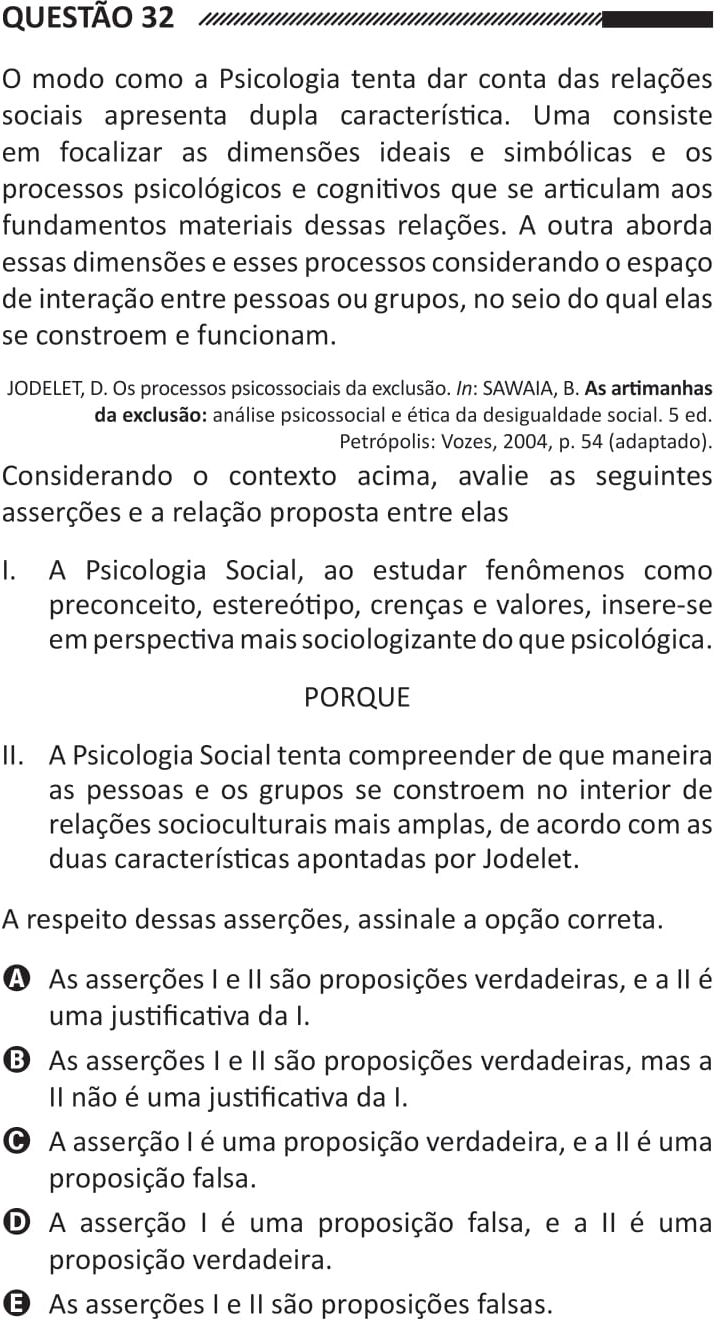 QUESTÃO 32
O modo como a Psicologia tenta dar conta das relações
sociais apresenta dupla característica. Uma consiste
em focalizar as dimensões ideais e simbólicas e os
processos psicológicos e cognitivos que se articulam aos
fundamentos materiais dessas relações. A outra aborda
essas dimensões e esses processos considerando o espaço
de interação entre pessoas ou grupos, no seio do qual elas
se constroem e funcionam.
JODELET, D. Os processos psicossociais da exclusão. In: SAWAIA, B. As artimanhas
da exclusão: análise psicossocial e ética da desigualdade social. 5 ed.
Petrópolis: Vozes, 2004, p. 54 (adaptado).
Considerando o contexto acima, avalie as seguintes
asserções e a relação proposta entre elas
I. A Psicologia Social, ao estudar fenômenos como
preconceito, estereótipo, crenças e valores, insere-se
em perspectiva mais sociologizante do que psicológica.
PORQUE
II. A Psicologia Social tenta compreender de que maneira
as pessoas e os grupos se constroem no interior de
relações socioculturais mais amplas, de acordo com as
duas características apontadas por Jodelet.
A respeito dessas asserções, assinale a opção correta.
A As asserções I e II são proposições verdadeiras, e a II é
uma justificativa da I.
B As asserções I e II são proposições verdadeiras, mas a
II não é uma justificativa da I.
C A asserção I é uma proposição verdadeira, e a II é uma
proposição falsa.
D A asserção I é uma proposição falsa, e a II é uma
proposição verdadeira.
E As asserções I e II são proposições falsas.